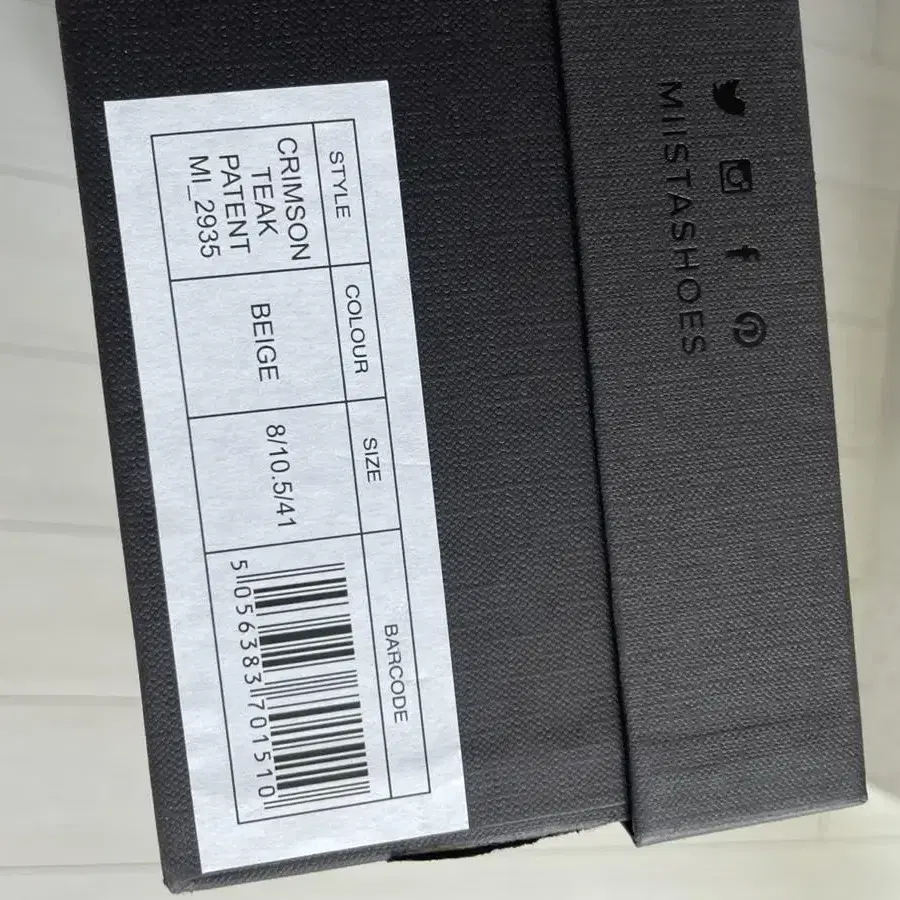 MIISTASHOES
STYLE
COLOUR
SIZE
BARCODE
CRIMSON
TEAK
PATENT
MI_2935
BEIGE
8/10.5/41
5 056383 701510